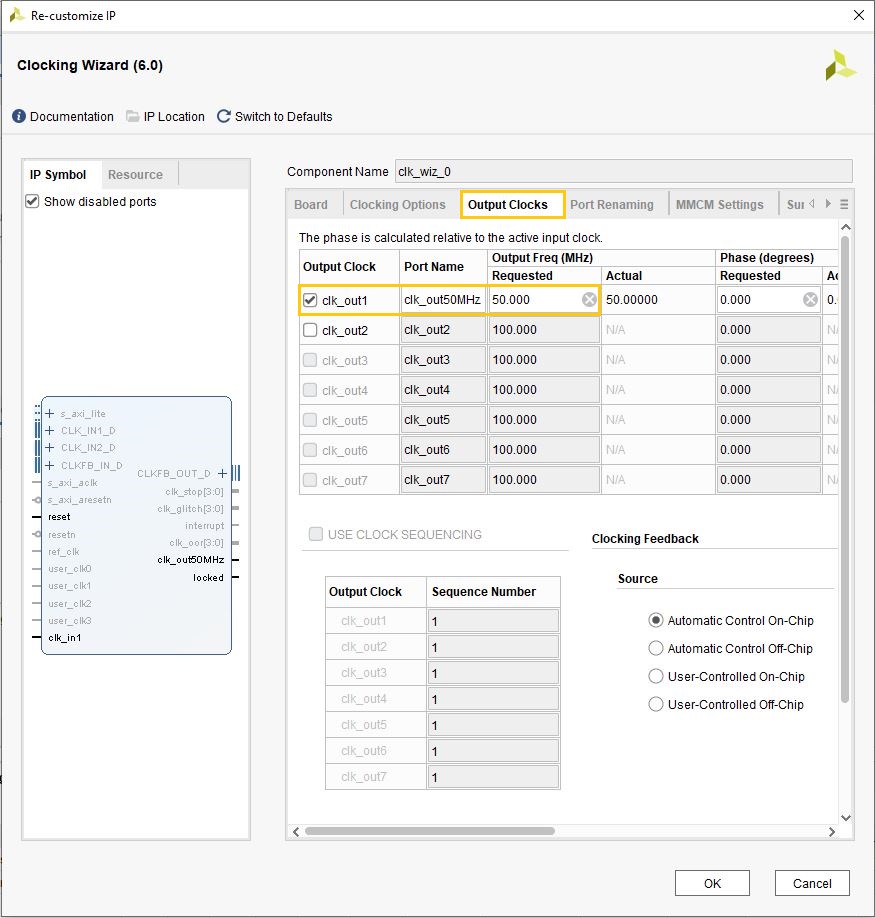 Re-customize IP
Clocking Wizard (6.0)
Documentation IP Location Switch to Defaults
IP Symbol Resource
Show disabled ports
s_axi_lite
CLK_IN1_D
CLK_IN2_D
CLKFB_IN_D
s_axi_aclk
s_axi_aresetn
reset
resetn
ref_clk
user_clk0
user_clk1
user_clk2
user_clk3
clk_in1
CLKFB_OUT_D
clk_stop[3:0]
clk_glitch[3:0]
interrupt
clk_oor[3:0]
clk_out50MHz
locked
Component Name clk_wiz_0
Board Clocking Options Output Clocks Port Renaming MMCM Settings Sur
The phase is calculated relative to the active input clock.
Output Clock Port Name Output Freq (MHz) Phase (degrees)
Requested Actual Requested Ac
clk_out1 clk_out50MHz 50.000 50.00000 0.000 0.
clk_out2 clk_out2 100.000 N/A 0.000 N/
clk_out3 clk_out3 100.000 N/A 0.000 N/
clk_out4 clk_out4 100.000 N/A 0.000 N/
clk_out5 clk_out5 100.000 N/A 0.000 N/
clk_out6 clk_out6 100.000 N/A 0.000 N/
clk_out7 clk_out7 100.000 N/A 0.000 N/
USE CLOCK SEQUENCING
Output Clock Sequence Number
clk_out1 1
clk_out2 1
clk_out3 1
clk_out4 1
clk_out5 1
clk_out6 1
clk_out7 1
Clocking Feedback
Source
Automatic Control On-Chip
Automatic Control Off-Chip
User-Controlled On-Chip
User-Controlled Off-Chip
OK Cancel